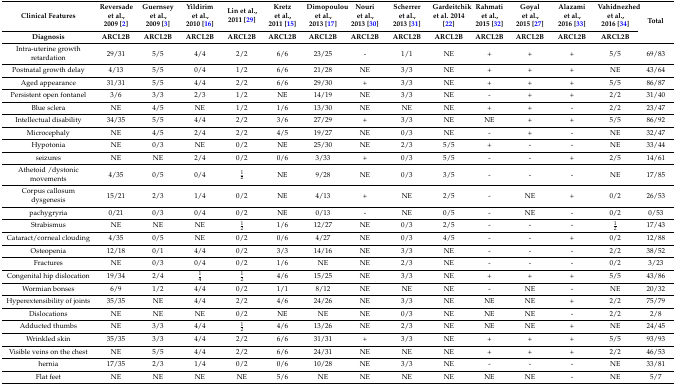 Clinical Features Reversade et al., 2009 [2] Guernsey et al., 2009 [3] Yildirim et al., 2010 [16] Lin et al., 2011 [29] Kretz et al., 2011 [15] Dimopoulou et al., 2013 [17] Nouri et al., 2013 [30] Scherrer et al., 2013 [31] Gardeitchik et al. 2014 [22] Rahmati et al., 2015 [32] Goyal et al., 2015 [27] Alazami et al., 2016 [33] Vahidnezhed et al., 2016 [34] Total
Diagnosis ARCL2B ARCL2B ARCL2B ARCL2B ARCL2B ARCL2B ARCL2B ARCL2B ARCL2B ARCL2B ARCL2B ARCL2B ARCL2B
Intra-uterine growth retardation 29/31 5/5 4/4 2/2 6/6 23/25 - 1/1 NE + + + 5/5 69/83
Postnatal growth delay 4/13 5/5 0/4 1/2 6/6 21/28 NE 3/3 NE + + + NE 43/64
Aged appearance 31/31 5/5 4/4 2/2 6/6 29/30 + 3/3 NE + + + 5/5 86/87
Persistent open fontanel 3/6 3/3 2/3 1/2 NE 14/19 NE 3/3 NE - + + 2/2 31/40
Blue sclera NE 4/5 NE 1/2 1/6 13/30 NE NE NE + + - 2/2 23/47
Intellectual disability 34/35 5/5 4/4 2/2 3/6 27/29 + 3/3 NE NE + + 5/5 86/92
Microcephaly NE 4/5 2/4 2/2 4/5 19/27 NE 0/3 NE - + - NE 32/47
Hypotonia NE 0/3 NE 0/2 NE 25/30 NE 2/3 5/5 + - - NE 33/44
seizures NE NE 2/4 0/2 0/6 3/33 + 0/3 5/5 - - + 2/5 14/61
Athetoid /dystonic movements 4/35 0/5 0/4 ½ NE 9/28 NE 0/3 3/5 - - - NE 17/85
Corpus callosum dysgenesis 15/21 2/3 1/4 0/2 NE 4/13 + NE 2/5 - NE + 0/2 26/53
pachygyria 0/21 0/3 0/4 0/2 NE 0/13 - NE 0/5 - NE - 0/2 0/53
Strabismus NE NE NE ½ 1/6 12/27 NE 0/3 2/5 - - - ½ 17/43
Cataract/corneal clouding 4/35 0/5 NE 0/2 0/6 4/27 NE 0/3 4/5 - - + 0/2 12/88
Osteopenia 12/18 0/1 4/4 0/2 3/3 14/16 NE 3/3 NE - - - 2/2 38/52
Fractures NE 0/3 0/4 0/2 1/6 NE NE 2/3 NE - - - 0/2 3/23
Congenital hip dislocation 19/34 2/4 ¼ ½ 4/6 15/25 NE 3/3 NE + + + 5/5 43/86
Wormian bonses 6/9 1/2 4/4 0/2 1/1 8/12 NE NE NE - NE - NE 20/32
Hyperextensibility of joints 35/35 NE 4/4 2/2 4/6 24/26 NE 3/3 NE NE NE + 2/2 75/79
Dislocations NE NE NE 0/2 NE NE NE 0/3 NE NE NE - 2/2 2/8
Adducted thumbs NE 3/3 4/4 ½ 4/6 13/26 NE 2/3 NE NE NE + NE 24/45
Wrinkled skin 35/35 3/3 4/4 2/2 6/6 31/31 + 3/3 NE + + + 5/5 93/93
Visible veins on the chest NE 5/5 4/4 2/2 6/6 24/31 NE NE NE + + + 2/2 46/53
hernia 17/35 2/3 1/4 0/2 0/6 10/28 NE 3/3 NE - - - NE 33/81
Flat feet NE NE NE NE 5/6 NE NE NE NE NE NE - NE 5/7